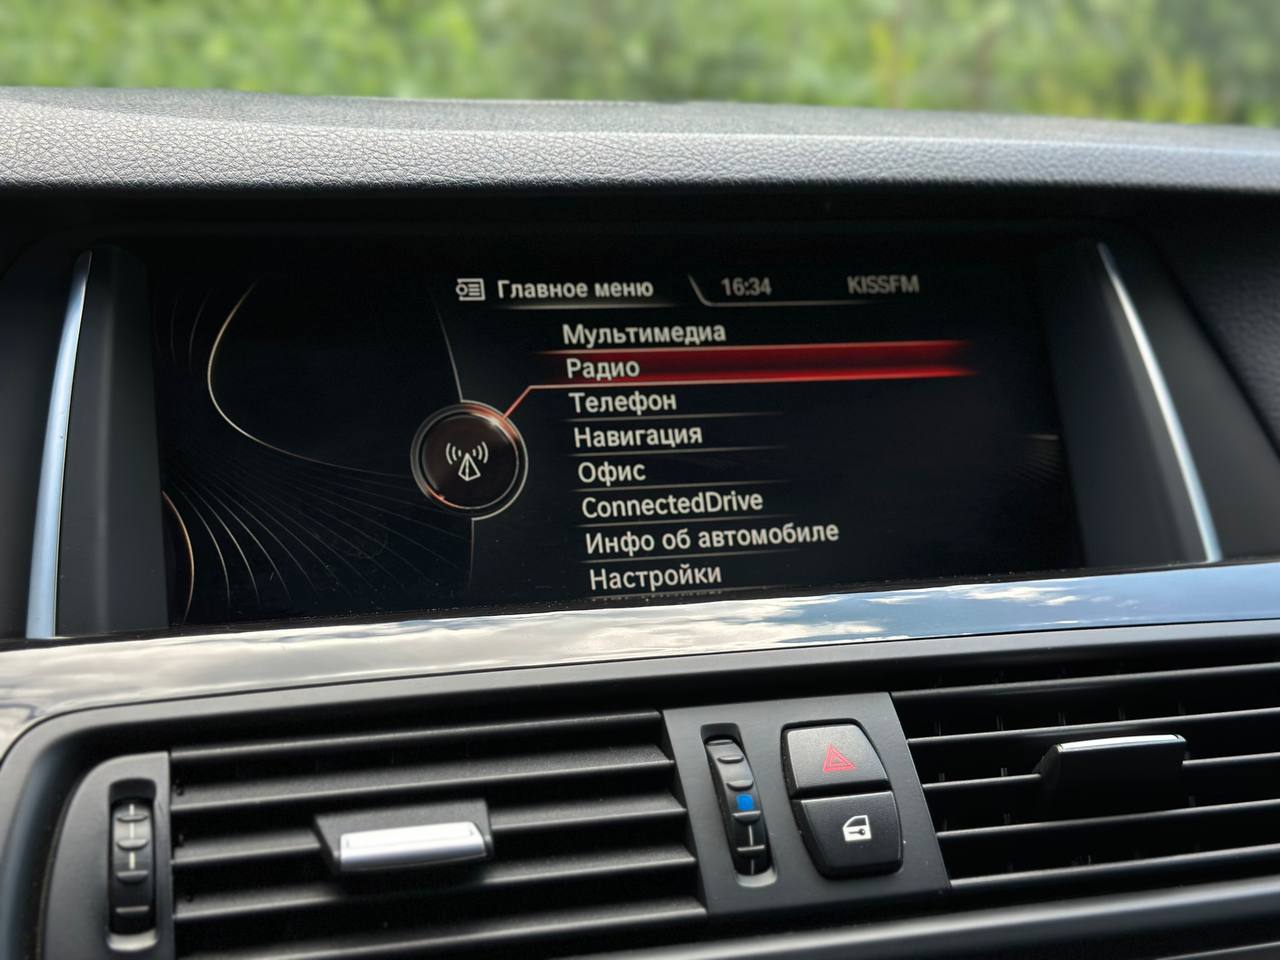 Главное меню 16:34 KISSFM
Мультимедиа
Радио
Телефон
Навигация
Офис
ConnectedDrive
Инфо об автомобиле
Настройки